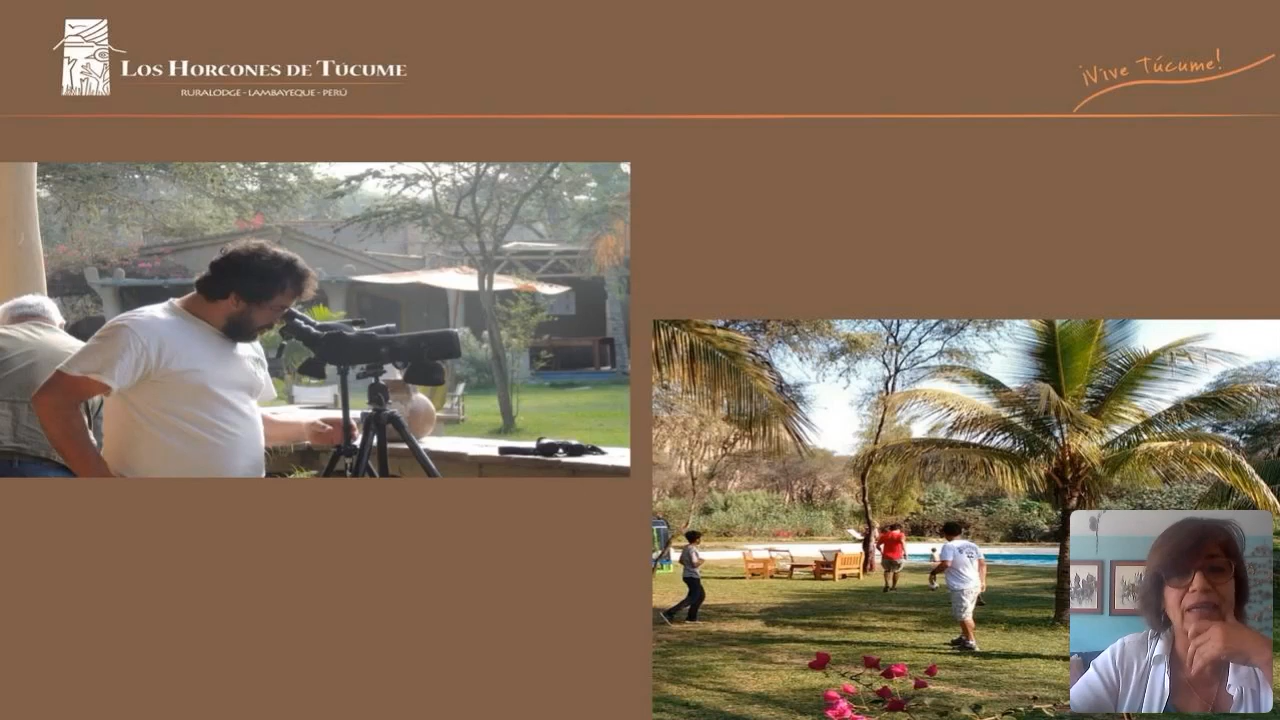 LOS HORCONES DE TÚCUME
RURALODGE - LAMBAYEQUE - PERÚ
¡Vive Túcume!